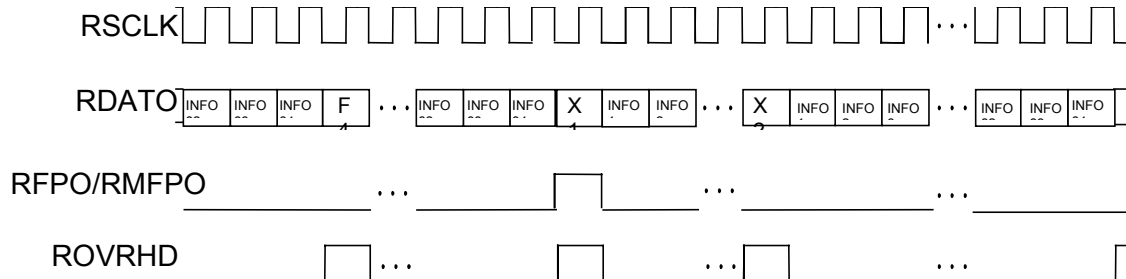 RSCLK
RDATO INFO INFO INFO F ... INFO INFO INFO X INFO INFO ... X INFO INFO INFO ... INFO INFO INFO
RFPO/RMFPO ... ... ...
ROVRHD ... ... ...